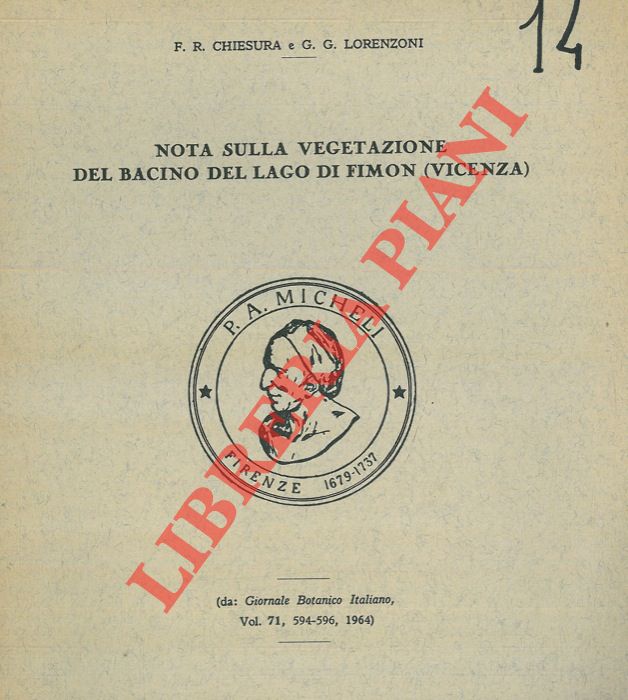 14
F. R. CHIESURA e G. G. LORENZONI
NOTA SULLA VEGETAZIONE
DEL BACINO DEL LAGO DI FIMON (VICENZA)
P. A. MICHELI
FIRENZE 1679-1737
LIBRERIA PIANI
(da: Giornale Botanico Italiano,
Vol. 71, 594-596, 1964)